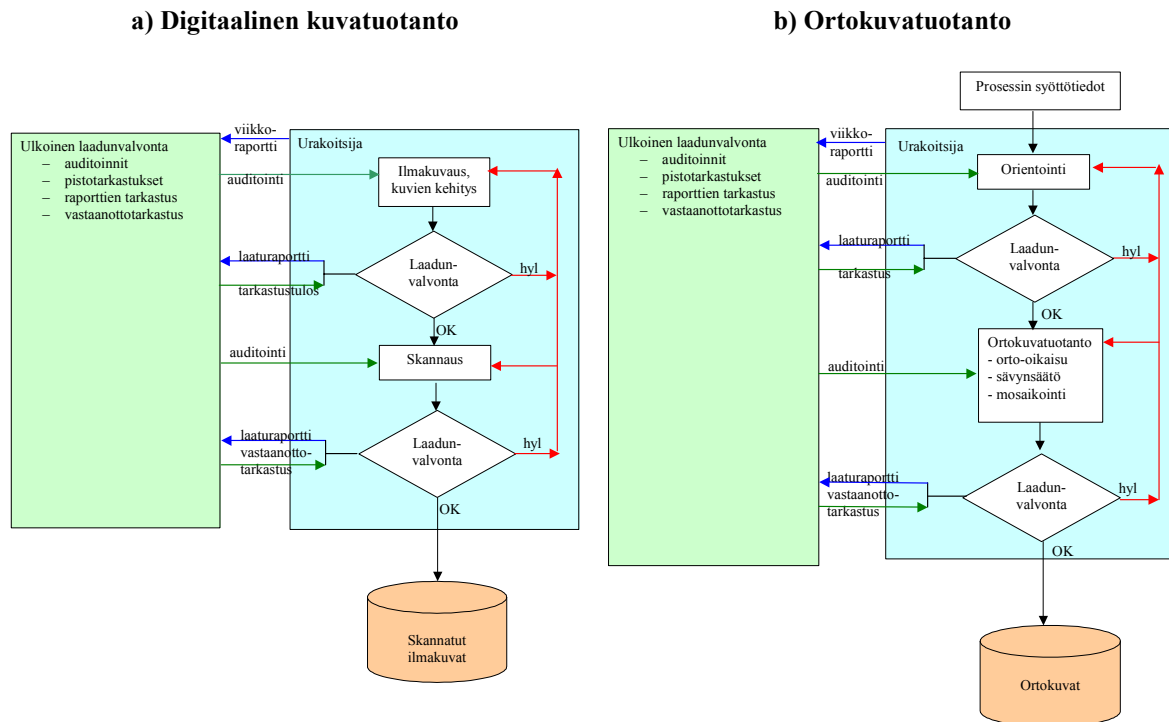 a) Digitaalinen kuvatuotanto
Ulkoinen laadunvalvonta
– auditoinnit
– pistotarkastukset
– raporttien tarkastus
– vastaanottotarkastus
viikko-
raportti
auditointi
laaturaportti
tarkastustulos
auditointi
laaturaportti
vastaanotto-
tarkastus
Urakoitsija
Ilmakuvaus,
kuvien kehitys
Laadun-
valvonta
hyl
OK
Skannaus
Laadun-
valvonta
hyl
OK
Skannatut
ilmakuvat
b) Ortokuvatuotanto
Prosessin syöttötiedot
Ulkoinen laadunvalvonta
– auditoinnit
– pistotarkastukset
– raporttien tarkastus
– vastaanottotarkastus
viikko-
raportti
auditointi
laaturaportti
tarkastus
auditointi
laaturaportti
vastaanotto-
tarkastus
Urakoitsija
Orientointi
Laadun-
valvonta
hyl
OK
Ortokuvatuotanto
- orto-oikaisu
- sävynsäätö
- mosaikointi
Laadun-
valvonta
hyl
OK
Ortokuvat